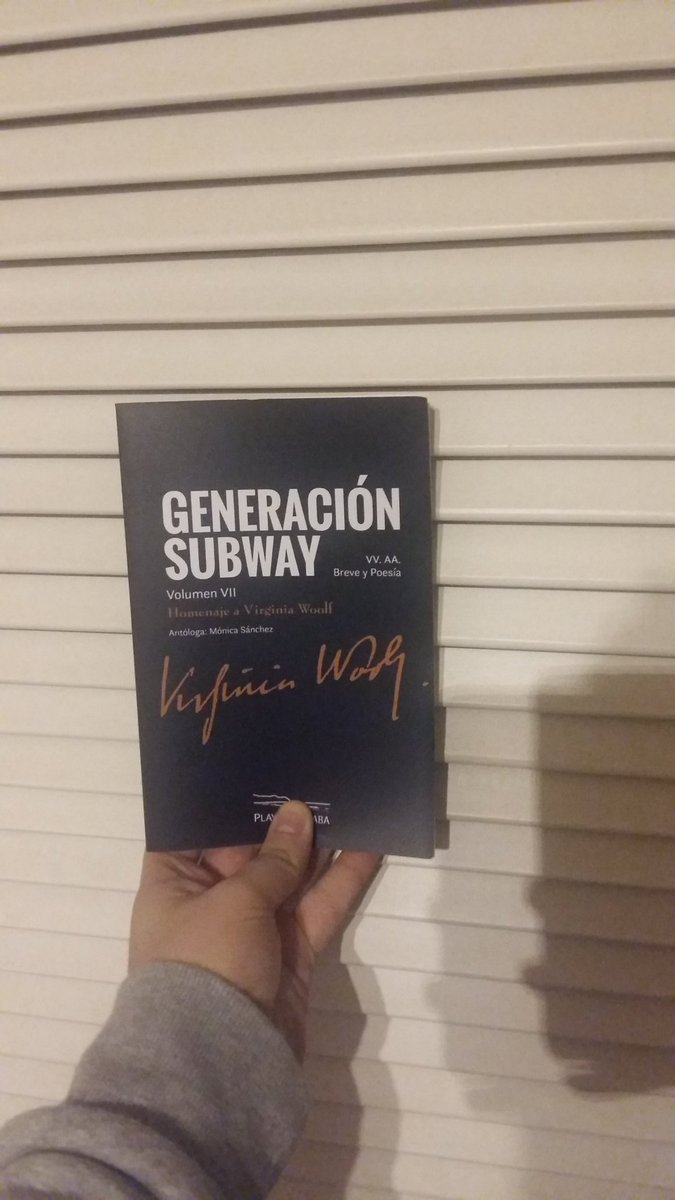 GENERACIÓN
SUBWAY
VV. AA.
Breve y Poesía
Volumen VII
Homenaje a Virginia Woolf
Antóloga: Mónica Sánchez
Virginia Woolf.